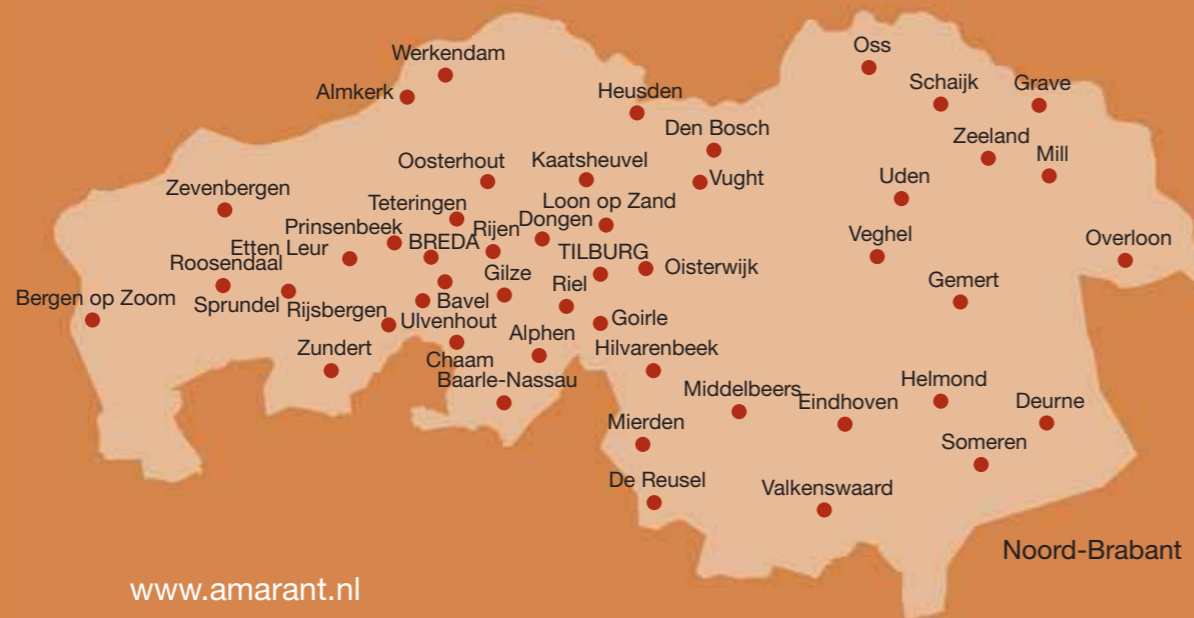 Oss
Werkendam
Schaijk
Grave
Almkerk
Heusden
Den Bosch
Zeeland
Mill
Oosterhout
Kaatsheuvel
Vught
Uden
Zevenbergen
Teteringen
Loon op Zand
Dongen
Prinsenbeek
Rijen
BREDA
Veghel
Overloon
Etten Leur
TILBURG
Oisterwijk
Roosendaal
Gilze
Gemert
Riel
Bergen op Zoom
Sprundel
Bavel
Rijsbergen
Ulvenhout
Goirle
Alphen
Zundert
Chaam
Hilvarenbeek
Baarle-Nassau
Helmond
Middelbeers
Eindhoven
Deurne
Mierden
Someren
De Reusel
Valkenswaard
Noord-Brabant
www.amarant.nl